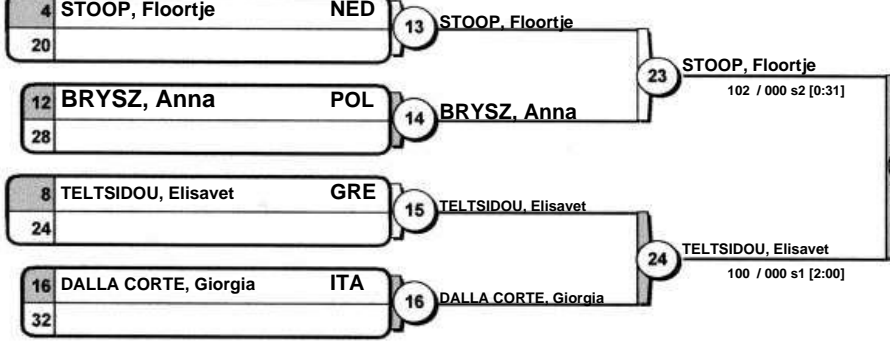 4 STOOP, Floortje NED
20
13 STOOP, Floortje
12 BRYSZ, Anna POL
28
14 BRYSZ, Anna
23 STOOP, Floortje
102 / 000 s2 [0:31]
8 TELTSIDOU, Elisavet GRE
24
15 TELTSIDOU, Elisavet
16 DALLA CORTE, Giorgia ITA
32
16 DALLA CORTE, Giorgia
24 TELTSIDOU, Elisavet
100 / 000 s1 [2:00]